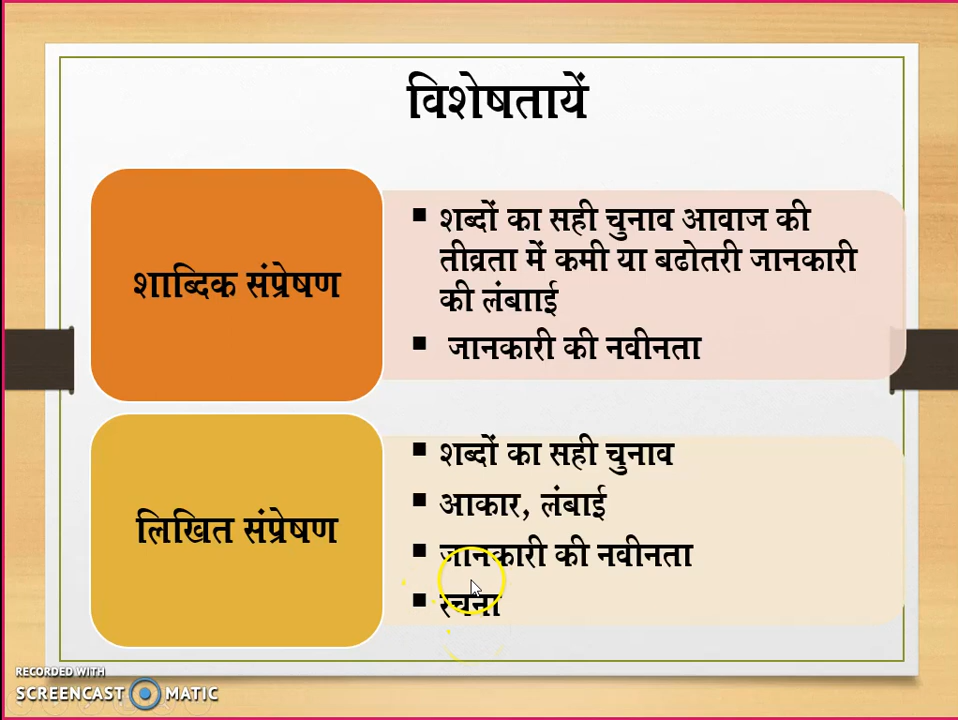 विशेषतायें
शाब्दिक संप्रेषण
▪ शब्दों का सही चुनाव आवाज की
तीव्रता में कमी या बढोतरी जानकारी
की लंबााई
▪ जानकारी की नवीनता
लिखित संप्रेषण
▪ शब्दों का सही चुनाव
▪ आकार, लंबाई
▪ जानकारी की नवीनता
▪ रचना
RECORDED WITH
SCREENCAST MATIC